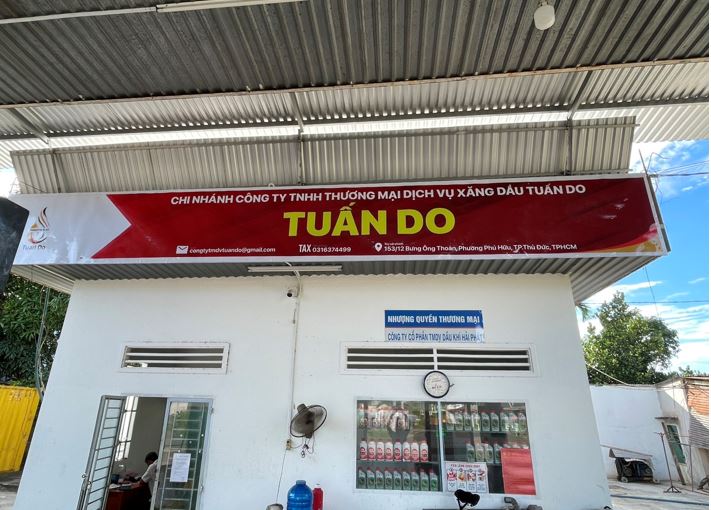 CHI NHÁNH CÔNG TY TNHH THƯƠNG MẠI DỊCH VỤ XĂNG DẦU TUẤN DO
TUẤN DO
Tuan Do
congtytmdvtuando@gmail.com
TAX 0316374499
153/12 Bưng Ông Thoàn, Phường Phú Hữu, TP.Thủ Đức, TPHCM
NHƯỢNG QUYỀN THƯƠNG MẠI
CÔNG TY CỔ PHẦN TMDV DẦU KHÍ HẢI PHÁT